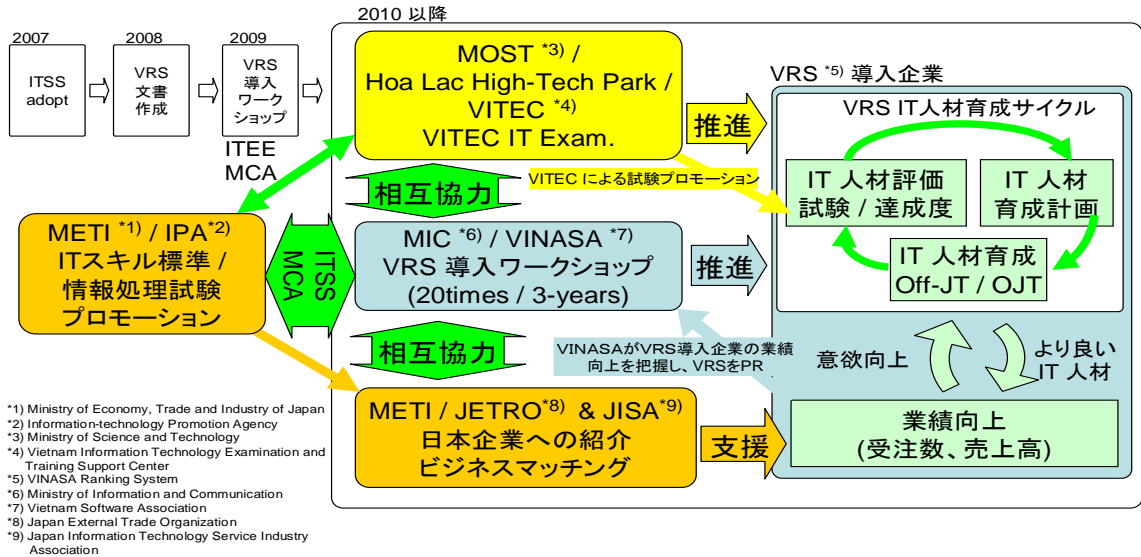 2007
ITSS
adopt
2008
VRS
文書
作成
2009
VRS
導入
ワーク
ショップ
2010 以降
MOST *3) /
Hoa Lac High-Tech Park /
VITEC *4)
VITEC IT Exam.
推進
VRS *5) 導入企業
VRS IT人材育成サイクル
IT 人材評価
試験 / 達成度
IT 人材
育成計画
IT 人材育成
Off-JT / OJT
ITEE
MCA
相互協力
VITEC による試験プロモーション
METI *1) / IPA*2)
ITスキル標準 /
情報処理試験
プロモーション
ITSS
MCA
MIC *6) / VINASA *7)
VRS 導入ワークショップ
(20times / 3-years)
推進
相互協力
VINASAがVRS導入企業の業績
向上を把握し、VRSをPR
意欲向上
より良い
IT 人材
METI / JETRO*8) & JISA*9)
日本企業への紹介
ビジネスマッチング
支援
業績向上
(受注数、売上高)
*1) Ministry of Economy, Trade and Industry of Japan
*2) Information-technology Promotion Agency
*3) Ministry of Science and Technology
*4) Vietnam Information Technology Examination and
Training Support Center
*5) VINASA Ranking System
*6) Ministry of Information and Communication
*7) Vietnam Software Association
*8) Japan External Trade Organization
*9) Japan Information Technology Service Industry
Association